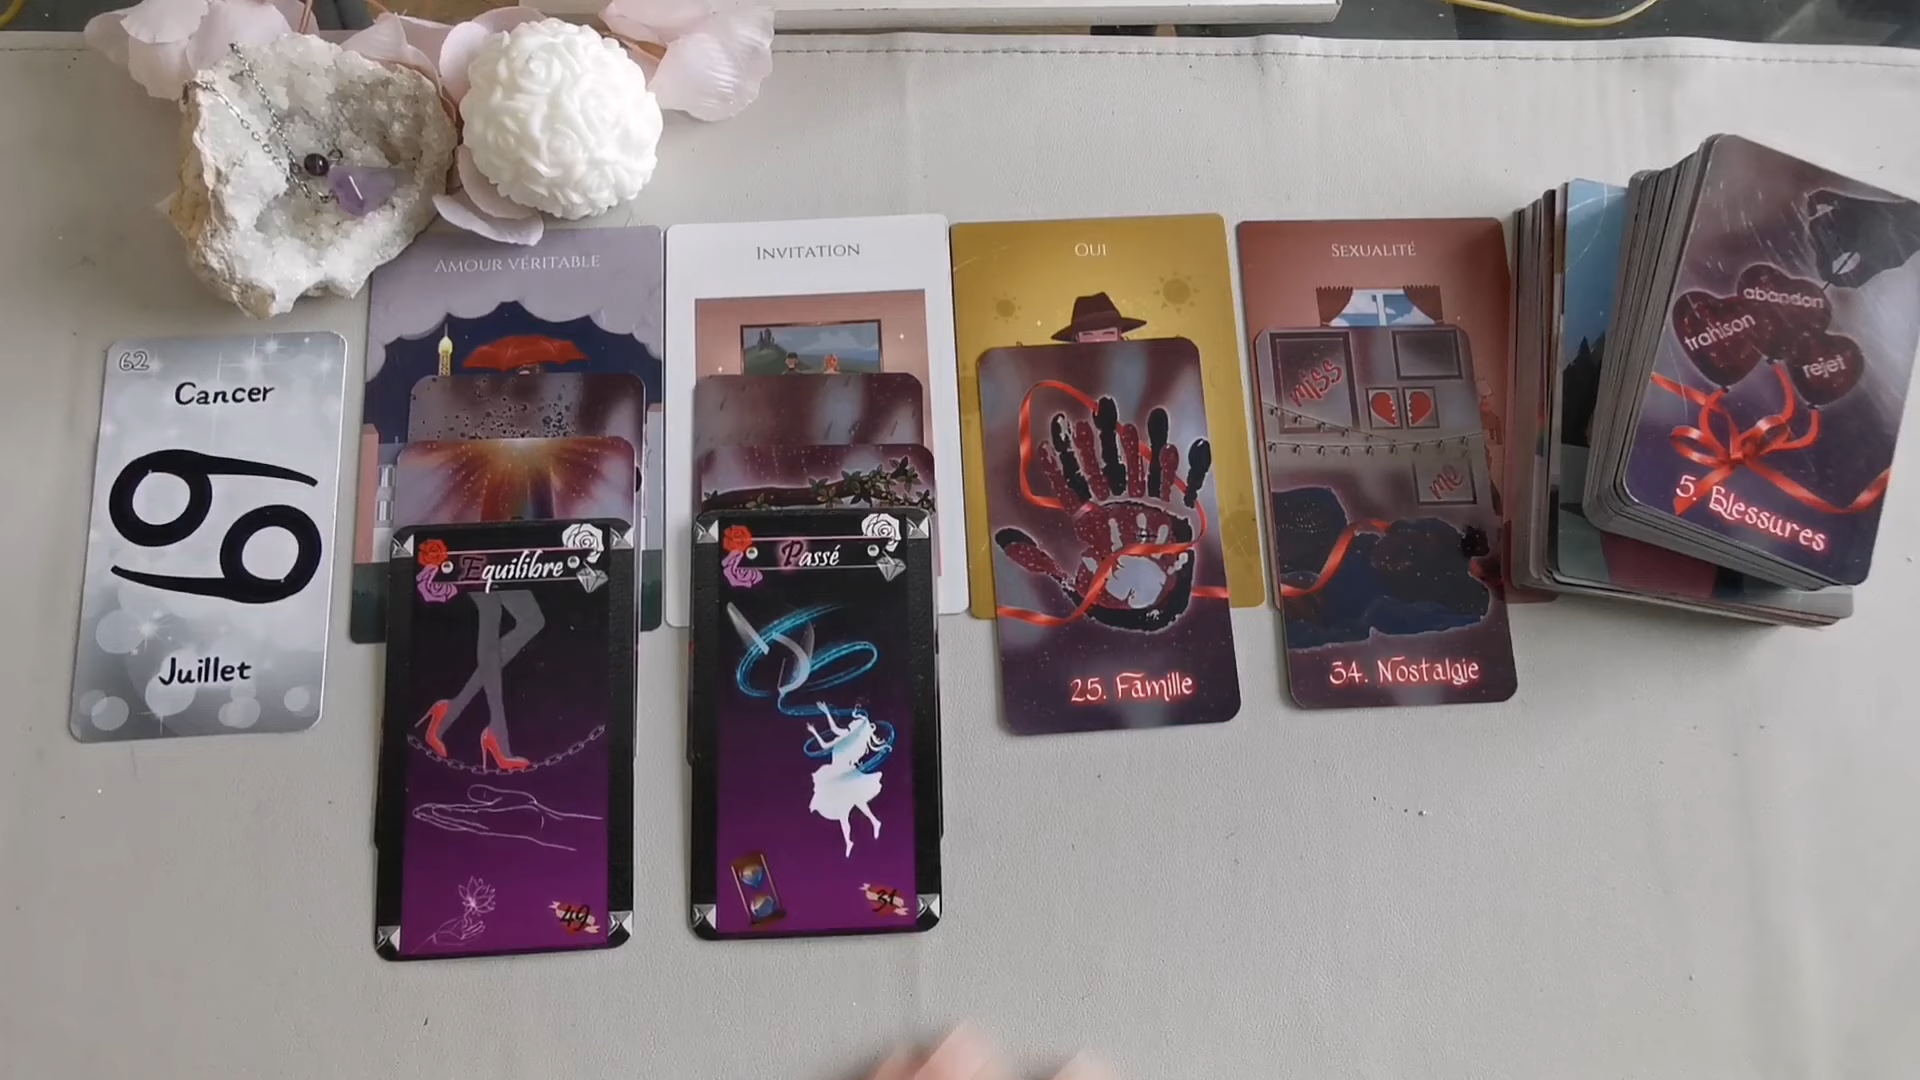 62
Cancer
Juillet
AMOUR VÉRITABLE
INVITATION
OUI
SEXUALITÉ
Equilibre
49
Passé
31
25. Famille
miss
me
34. Nostalgie
abandon
trahison
rejet
5. Blessures